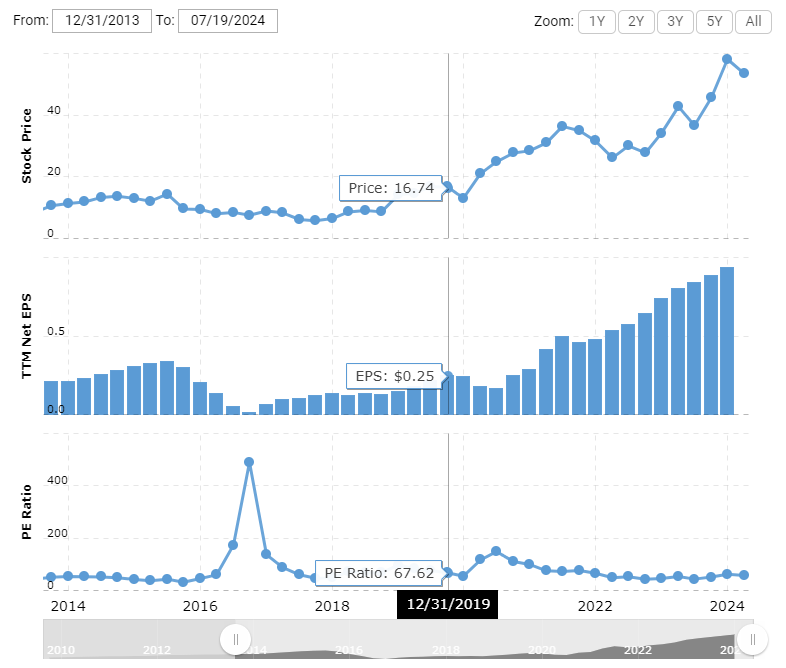 From: 12/31/2013 To: 07/19/2024 Zoom: 1Y 2Y 3Y 5Y All
Stock Price
40
20
0
Price: 16.74
TTM Net EPS
0.5
0.0
EPS: $0.25
PE Ratio
400
200
0
PE Ratio: 67.62
2014 2016 2018 12/31/2019 2022 2024
2010 2012 014 2016 2018 2020 2022 20